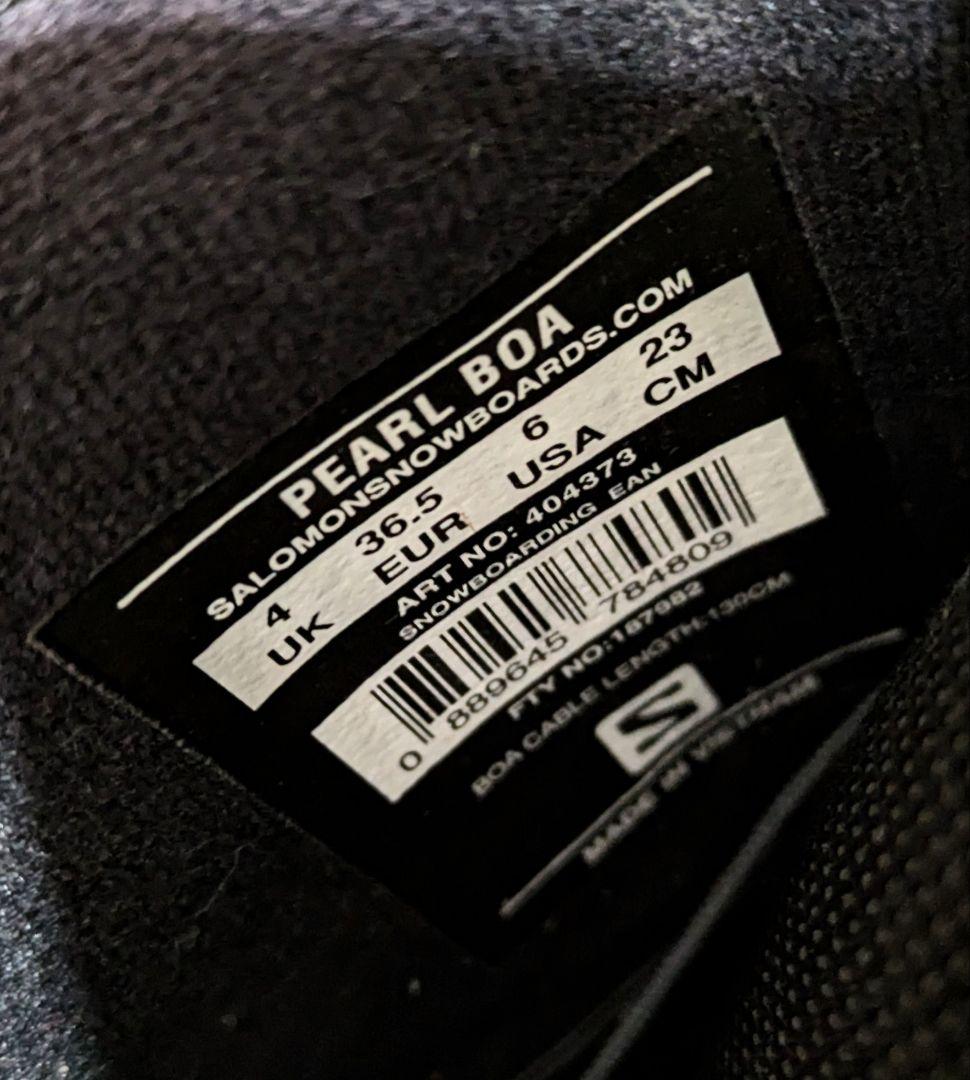 PEARL BOA
SALOMONSNOWBOARDS.COM
4 36.5 6 23
UK EUR USA CM
ART NO: 404373
SNOWBOARDING EAN
0 889645 784809
FTY NO:187982
BOA CABLE LENGTH:130CM
S
MADE IN VIETNAM